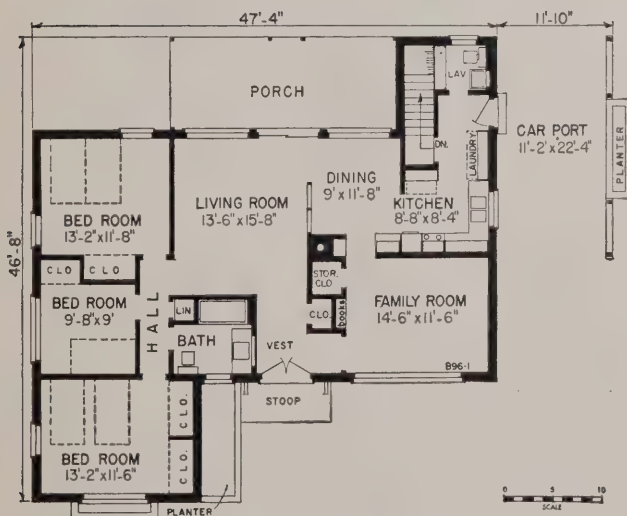 47'-4"
11'-10"
46'-8"
PORCH
LAV
DN.
LAUNDRY
CAR PORT
11'-2"x22'-4"
PLANTER
BED ROOM
13'-2"x11'-8"
LIVING ROOM
13'-6"x15'-8"
DINING
9'x11'-8"
KITCHEN
8'-8"x8'-4"
CLO
CLO
BED ROOM
9'-8"x9'
HALL
LIN
BATH
STOR.
CLO
CLO.
books
FAMILY ROOM
14'-6"x11'-6"
VEST
B96-1
STOOP
BED ROOM
13'-2"x11'-6"
CLO.
CLO.
PLANTER
0 5 10
SCALE